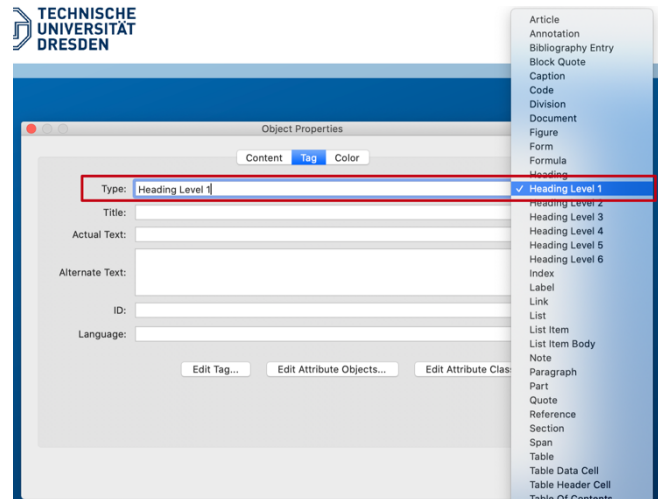 TECHNISCHE
UNIVERSITÄT
DRESDEN
Object Properties
Content Tag Color
Type: Heading Level 1
Title:
Actual Text:
Alternate Text:
ID:
Language:
Edit Tag... Edit Attribute Objects... Edit Attribute Clas
Article
Annotation
Bibliography Entry
Block Quote
Caption
Code
Division
Document
Figure
Form
Formula
Heading
✓ Heading Level 1
Heading Level 2
Heading Level 3
Heading Level 4
Heading Level 5
Heading Level 6
Index
Label
Link
List
List Item
List Item Body
Note
Paragraph
Part
Quote
Reference
Section
Span
Table
Table Data Cell
Table Header Cell
Table Of Contents